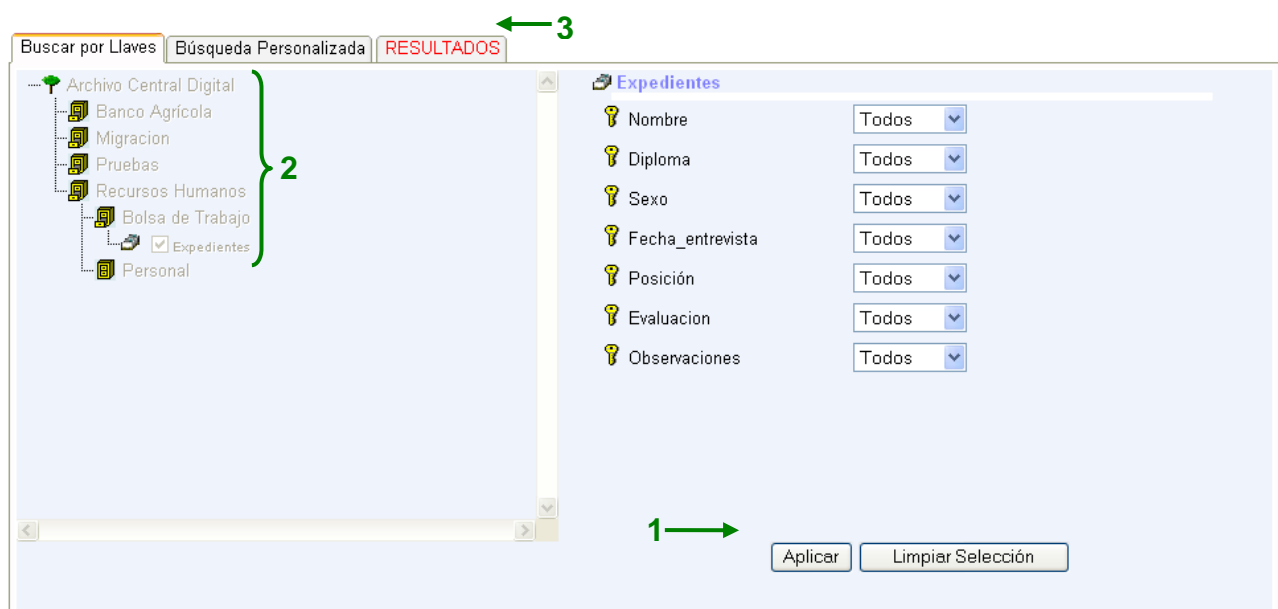 3
Buscar por Llaves Búsqueda Personalizada RESULTADOS
Archivo Central Digital
Banco Agrícola
Migracion
Pruebas
2
Recursos Humanos
Bolsa de Trabajo
Expedientes
Personal
Expedientes
Nombre Todos
Diploma Todos
Sexo Todos
Fecha_entrevista Todos
Posición Todos
Evaluacion Todos
Observaciones Todos
1
Aplicar Limpiar Selección